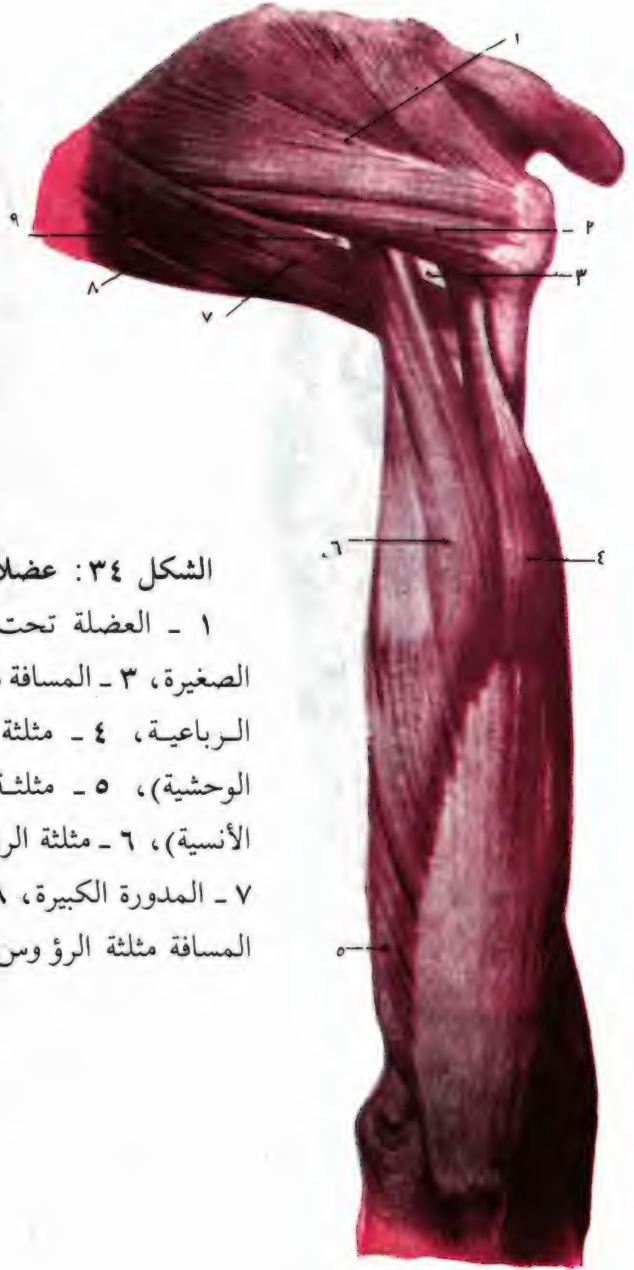 ١
٢
٣
٩
٨
٧
٦
٤
الشكل ٣٤: عضلا
١ - العضلة تحت
الصغيرة، ٣ - المسافة
الرباعية، ٤ - مثلثة
الوحشية)، ٥ - مثلثة
الأنسية)، ٦ - مثلثة الر
٧ - المدورة الكبيرة، ٨
المسافة مثلثة الرؤوس
٥